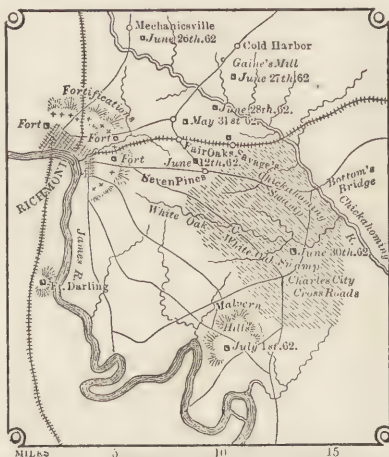 Mechanicsville
June 26th.62
Cold Harbor
Gaine's Mill
June 27th.62
Fortifications
June 28th.62.
Fort
Fort
May 31st 62
Fair Oaks
Savage's
Fort
June 12th.62
Chickahoming
Seven Pines
Bottom's
Bridge
RICHMOND
Chickahoming
R.
White Oak
White Oak Swamp
James R.
June 30th.62
Charles City
Cross Roads
Ft. Darling
Malvern
Hills
July 1st.62.
MILES 5 10 15